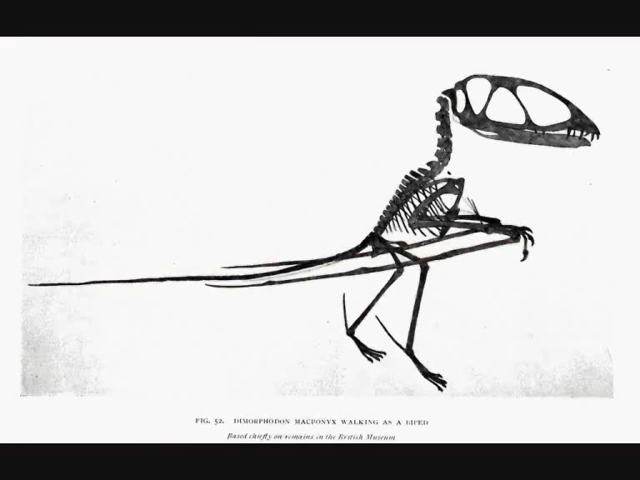 FIG. 52. DIMORPHODON MACRONYX WALKING AS A BIPED
Based chiefly on remains in the British Museum